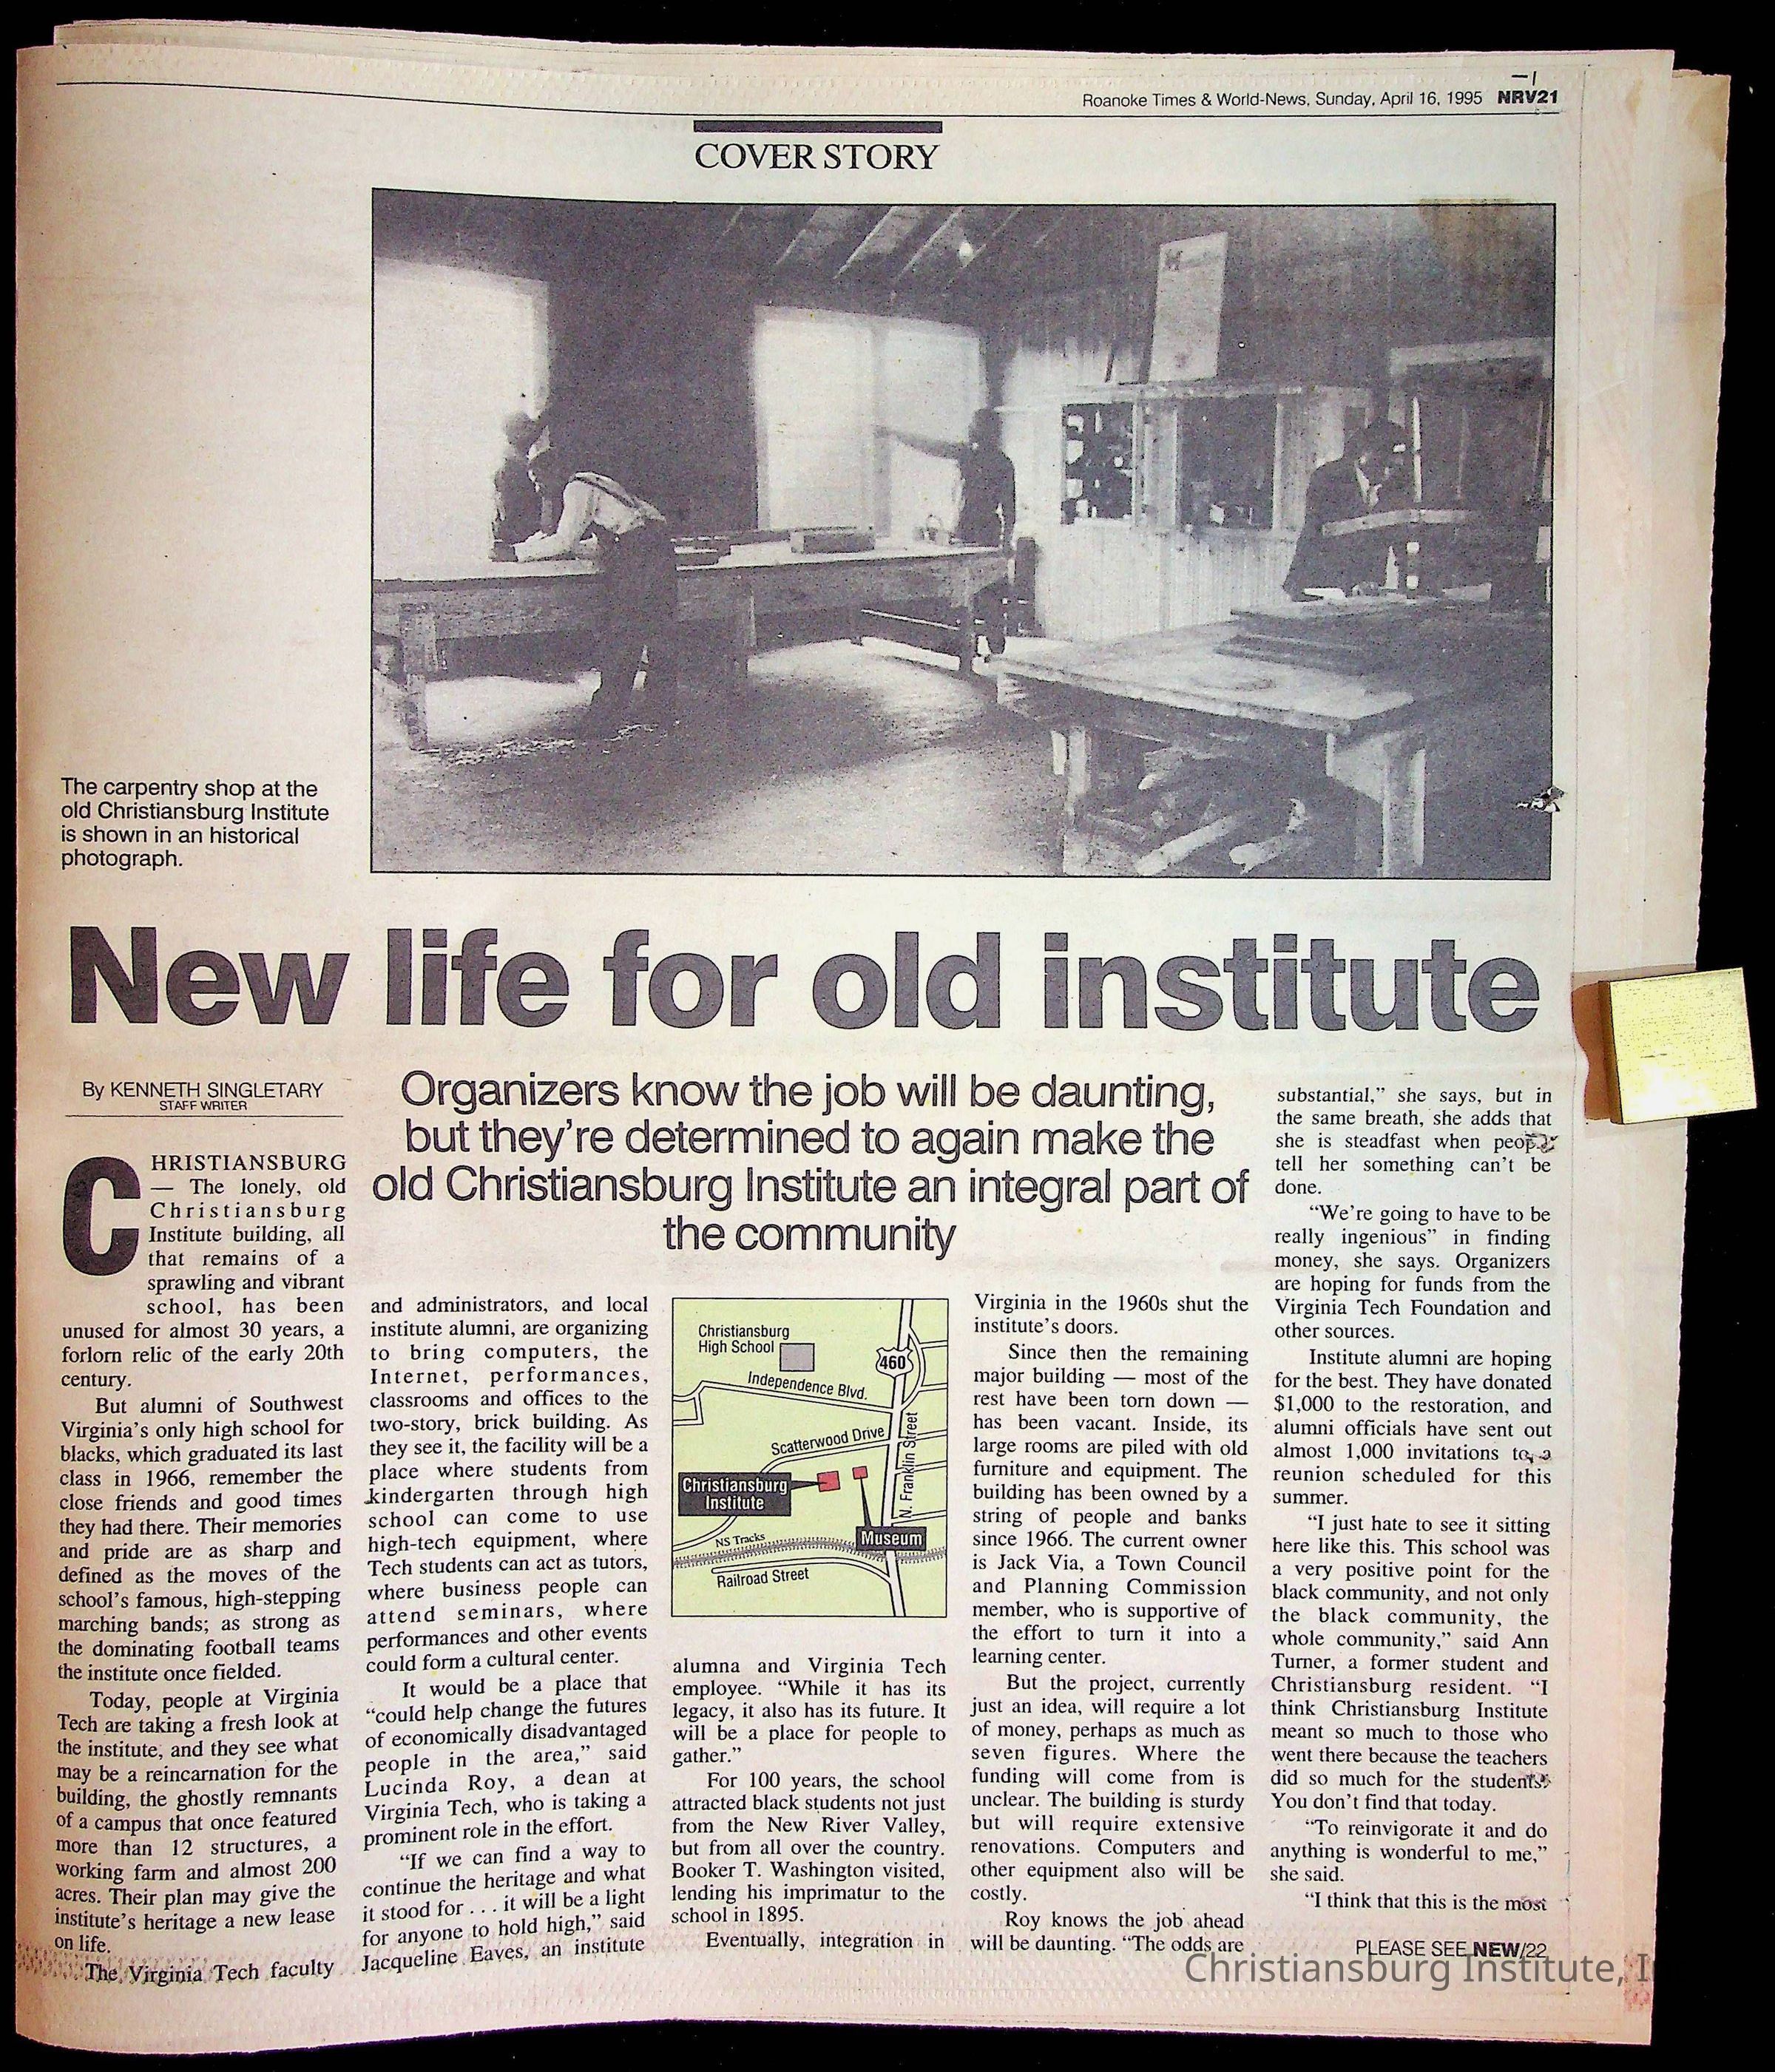 Roanoke Times & World-News, Sunday, April 16, 1995 NRV21
COVER STORY
The carpentry shop at the
old Christiansburg Institute
is shown in an historical
photograph.
New life for old institute
By KENNETH SINGLETARY
STAFF WRITER
Organizers know the job will be daunting,
but they're determined to again make the
old Christiansburg Institute an integral part of
the community
CHRISTIANSBURG
— The lonely, old
Christiansburg
Institute building, all
that remains of a
sprawling and vibrant
school, has been
unused for almost 30 years, a
forlorn relic of the early 20th
century.
But alumni of Southwest
Virginia's only high school for
blacks, which graduated its last
class in 1966, remember the
close friends and good times
they had there. Their memories
and pride are as sharp and
defined as the moves of the
school's famous, high-stepping
marching bands; as strong as
the dominating football teams
the institute once fielded.
Today, people at Virginia
Tech are taking a fresh look at
the institute, and they see what
may be a reincarnation for the
building, the ghostly remnants
of a campus that once featured
more than 12 structures, a
working farm and almost 200
acres. Their plan may give the
institute's heritage a new lease
on life.
The Virginia Tech faculty
and administrators, and local
institute alumni, are organizing
to bring computers, the
Internet, performances,
classrooms and offices to the
two-story, brick building. As
they see it, the facility will be a
place where students from
kindergarten through high
school can come to use
high-tech equipment, where
Tech students can act as tutors,
where business people can
attend seminars, where
performances and other events
could form a cultural center.
It would be a place that
"could help change the futures
of economically disadvantaged
people in the area," said
Lucinda Roy, a dean at
Virginia Tech, who is taking a
prominent role in the effort.
"If we can find a way to
continue the heritage and what
it stood for . . . it will be a light
for anyone to hold high," said
Jacqueline Eaves, an institute
Christiansburg
High School
460
Independence Blvd.
Scatterwood Drive
N. Franklin Street
Christiansburg
Institute
NS Tracks
Museum
Railroad Street
alumna and Virginia Tech
employee. "While it has its
legacy, it also has its future. It
will be a place for people to
gather."
For 100 years, the school
attracted black students not just
from the New River Valley,
but from all over the country.
Booker T. Washington visited,
lending his imprimatur to the
school in 1895.
Eventually, integration in
Virginia in the 1960s shut the
institute's doors.
Since then the remaining
major building — most of the
rest have been torn down —
has been vacant. Inside, its
large rooms are piled with old
furniture and equipment. The
building has been owned by a
string of people and banks
since 1966. The current owner
is Jack Via, a Town Council
and Planning Commission
member, who is supportive of
the effort to turn it into a
learning center.
But the project, currently
just an idea, will require a lot
of money, perhaps as much as
seven figures. Where the
funding will come from is
unclear. The building is sturdy
but will require extensive
renovations. Computers and
other equipment also will be
costly.
Roy knows the job ahead
will be daunting. "The odds are
substantial," she says, but in
the same breath, she adds that
she is steadfast when people
tell her something can't be
done.
"We're going to have to be
really ingenious" in finding
money, she says. Organizers
are hoping for funds from the
Virginia Tech Foundation and
other sources.
Institute alumni are hoping
for the best. They have donated
$1,000 to the restoration, and
alumni officials have sent out
almost 1,000 invitations to a
reunion scheduled for this
summer.
"I just hate to see it sitting
here like this. This school was
a very positive point for the
black community, and not only
the black community, the
whole community," said Ann
Turner, a former student and
Christiansburg resident. "I
think Christiansburg Institute
meant so much to those who
went there because the teachers
did so much for the students.
You don't find that today.
"To reinvigorate it and do
anything is wonderful to me,"
she said.
"I think that this is the most
PLEASE SEE NEW/22
Christiansburg Institute, I